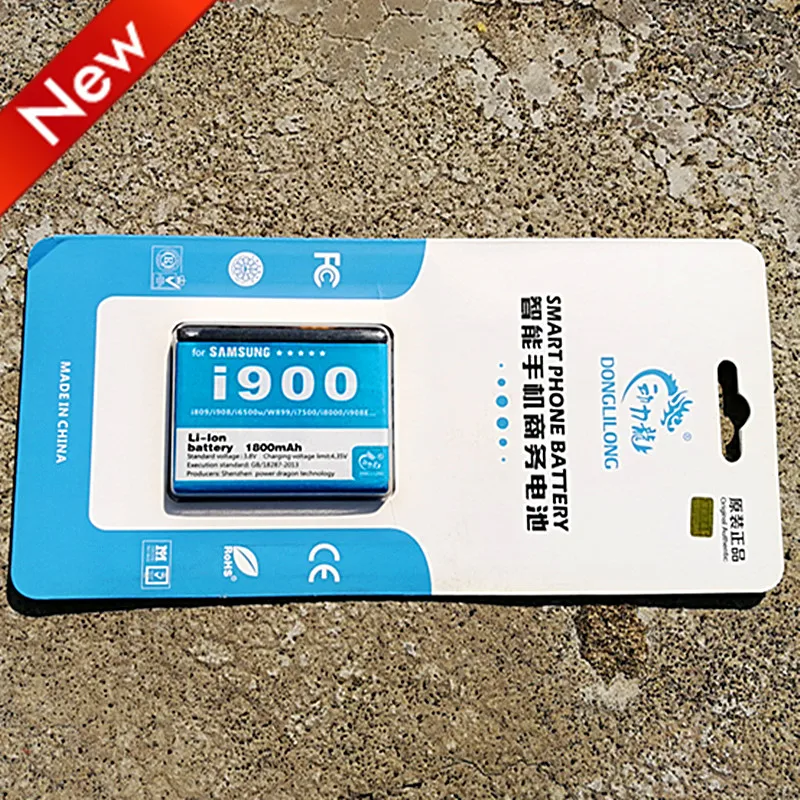 New
for SAMSUNG ★★★★★
i900
i809/i908/i6500u/W899/i7500/i8000/i908E...
Li-Ion
battery 1800mAh
Standard voltage:3.8V Charging voltage limit:4.35V
Execution standard: GB/18287-2013
Producers: Shenzhen power dragon technology
MADE IN CHINA
FC
CE
RoHS
SMART PHONE BATTERY
智能手机商务电池
DONGLILONG
动力龙®
原装正品
Original Authentic